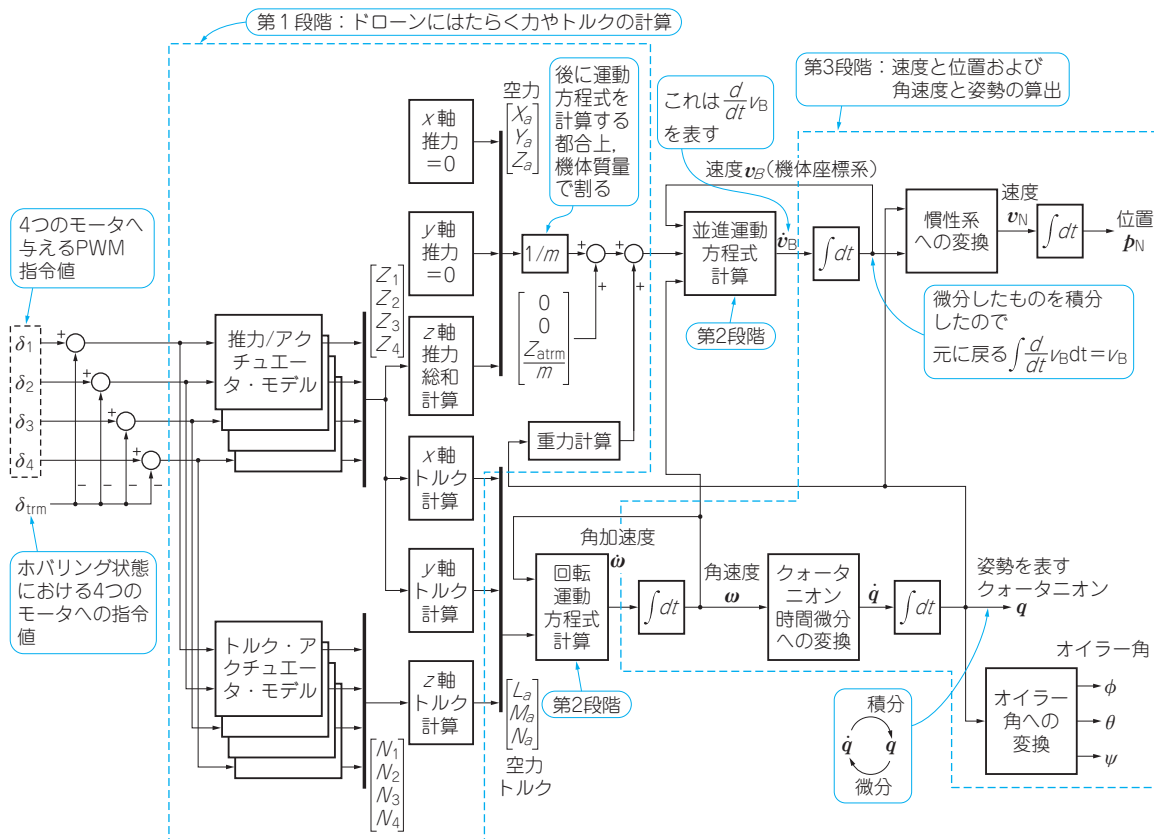 第1段階：ドローンにはたらく力やトルクの計算
第3段階：速度と位置および
角速度と姿勢の算出
これは d/dt vB
を表す
後に運動
方程式を
計算する
都合上，
機体質量
で割る
空力
[Xa
Ya
Za]
x軸
推力
=0
y軸
推力
=0
z軸
推力
総和
計算
1/m
+
+
+
+
[0
0
Zatrm/m]
速度vB(機体座標系)
並進運動
方程式
計算
v̇B
∫dt
慣性系
への変換
速度
vN
∫dt
位置
pN
第2段階
微分したものを積分
したので
元に戻る∫d/dt vBdt=vB
4つのモータへ
与えるPWM
指令値
δ1
δ2
δ3
δ4
δtrm
+
+
+
+
−
−
−
−
ホバリング状態
における4つの
モータへの指令
値
推力/アク
チュエー
タ・モデル
[Z1
Z2
Z3
Z4]
重力計算
x軸
トルク
計算
y軸
トルク
計算
z軸
トルク
計算
トルク・ア
クチュエー
タ・モデル
[N1
N2
N3
N4]
[La
Ma
Na]
空力
トルク
回転
運動
方程式
計算
第2段階
角加速度
ω̇
∫dt
角速度
ω
クォータ
ニオン
時間微分
への変換
q̇
∫dt
姿勢を表す
クォータニオン
q
積分
q̇ q
微分
オイラー角
オイラー
角への
変換
ϕ
θ
ψ